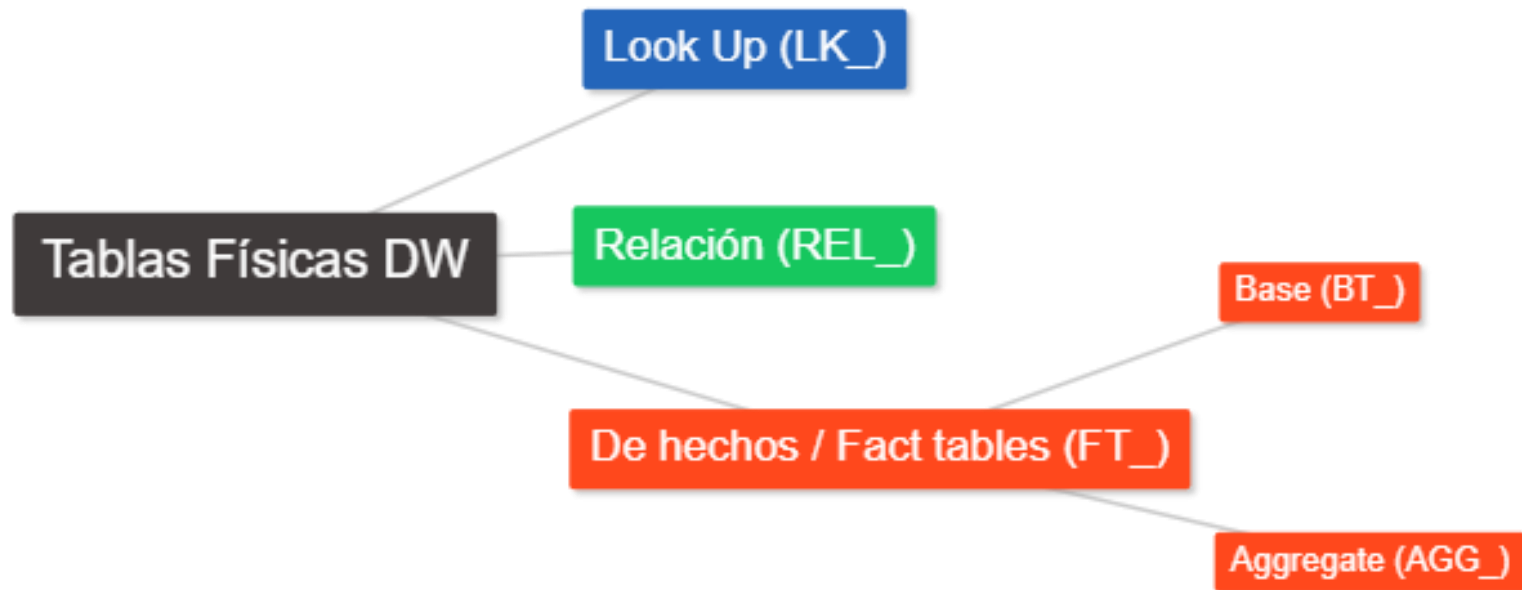 Look Up (LK_)
Tablas Físicas DW
Relación (REL_)
Base (BT_)
De hechos / Fact tables (FT_)
Aggregate (AGG_)